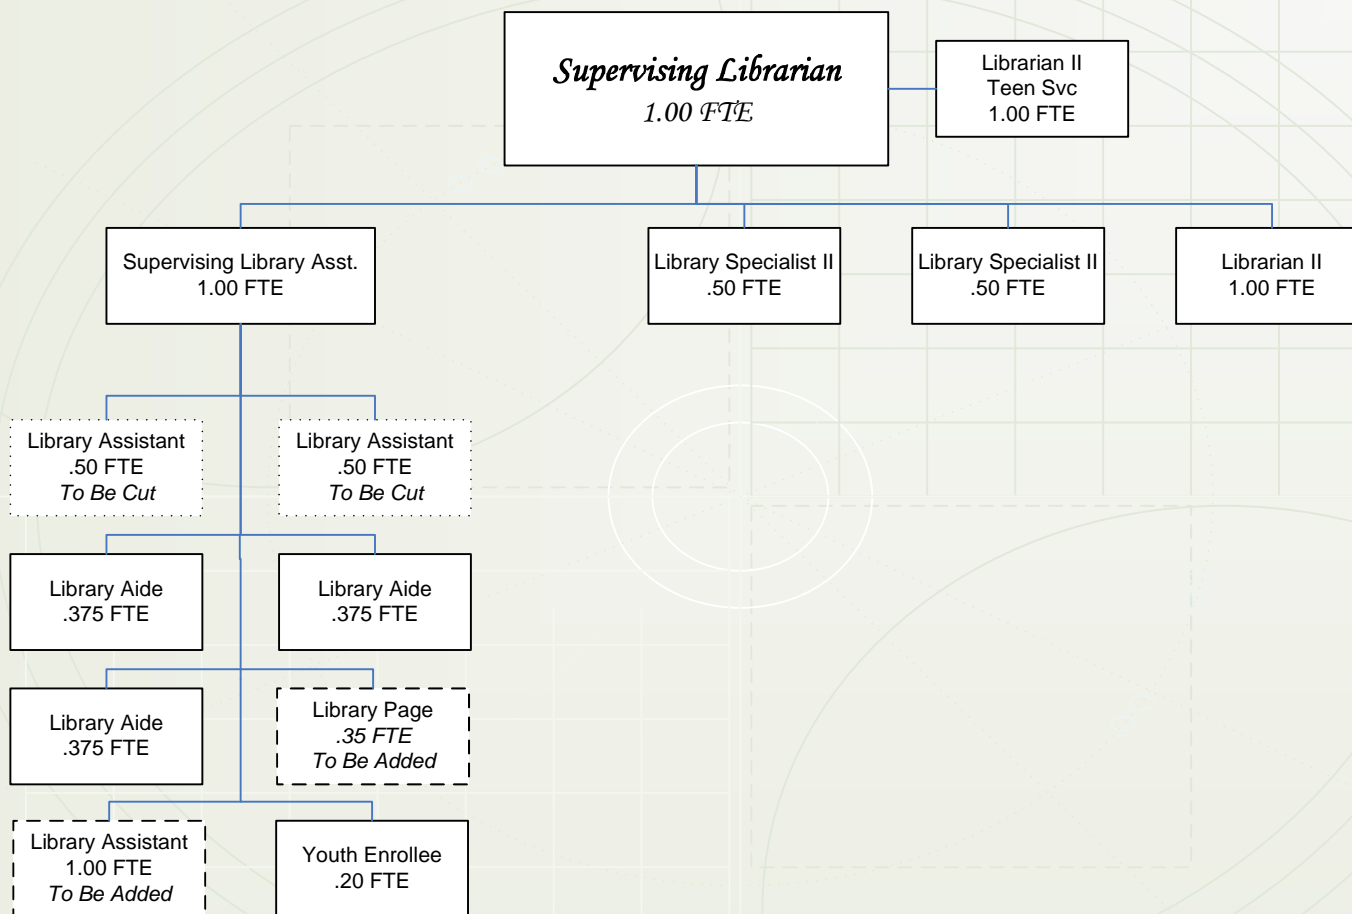 Supervising Librarian
1.00 FTE
Librarian II
Teen Svc
1.00 FTE
Supervising Library Asst.
1.00 FTE
Library Specialist II
.50 FTE
Library Specialist II
.50 FTE
Librarian II
1.00 FTE
Library Assistant
.50 FTE
To Be Cut
Library Assistant
.50 FTE
To Be Cut
Library Aide
.375 FTE
Library Aide
.375 FTE
Library Aide
.375 FTE
Library Page
.35 FTE
To Be Added
Library Assistant
1.00 FTE
To Be Added
Youth Enrollee
.20 FTE